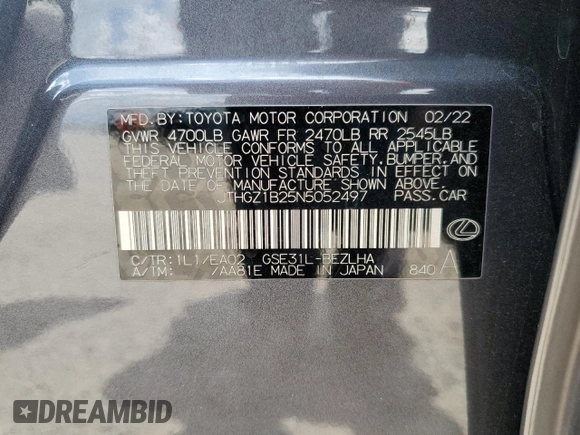 MFD.BY:TOYOTA MOTOR CORPORATION 02/22
GVWR 4700LB GAWR FR 2470LB RR 2545LB
THIS VEHICLE CONFORMS TO ALL APPLICABLE
FEDERAL MOTOR VEHICLE SAFETY, BUMPER, AND
THEFT PREVENTION STANDARDS IN EFFECT ON
THE DATE OF MANUFACTURE SHOWN ABOVE.
JTHGZ1B25N5052497 PASS.CAR
C/TR:1L1/EA02 GSE31L-BEZLHA
A/TM: /AA81E MADE IN JAPAN 840 A
DREAMBID